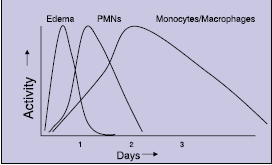 Edema PMNs Monocytes/Macrophages
Activity →
1 2 3
Days →